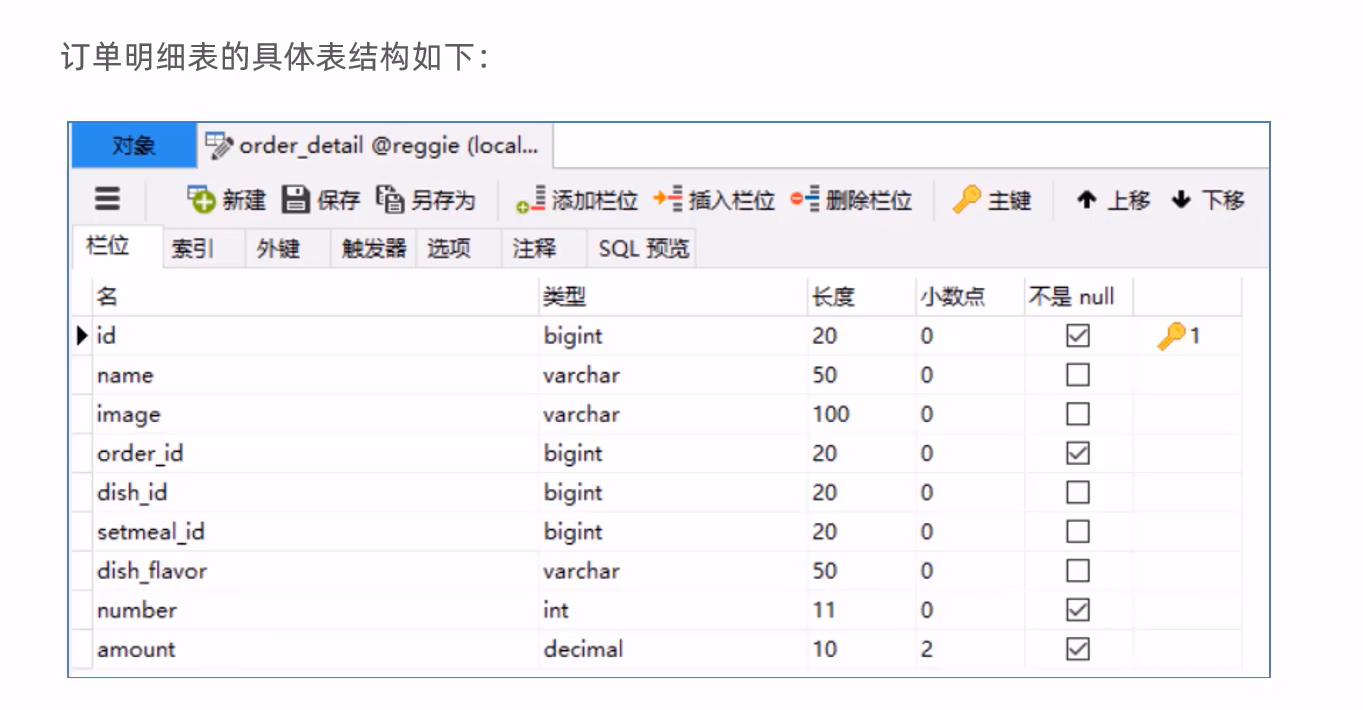 订单明细表的具体表结构如下：
对象 order_detail @reggie (local...
新建 保存 另存为 添加栏位 插入栏位 删除栏位 主键 上移 下移
栏位 索引 外键 触发器 选项 注释 SQL 预览
名 类型 长度 小数点 不是 null
id bigint 20 0 1
name varchar 50 0
image varchar 100 0
order_id bigint 20 0
dish_id bigint 20 0
setmeal_id bigint 20 0
dish_flavor varchar 50 0
number int 11 0
amount decimal 10 2